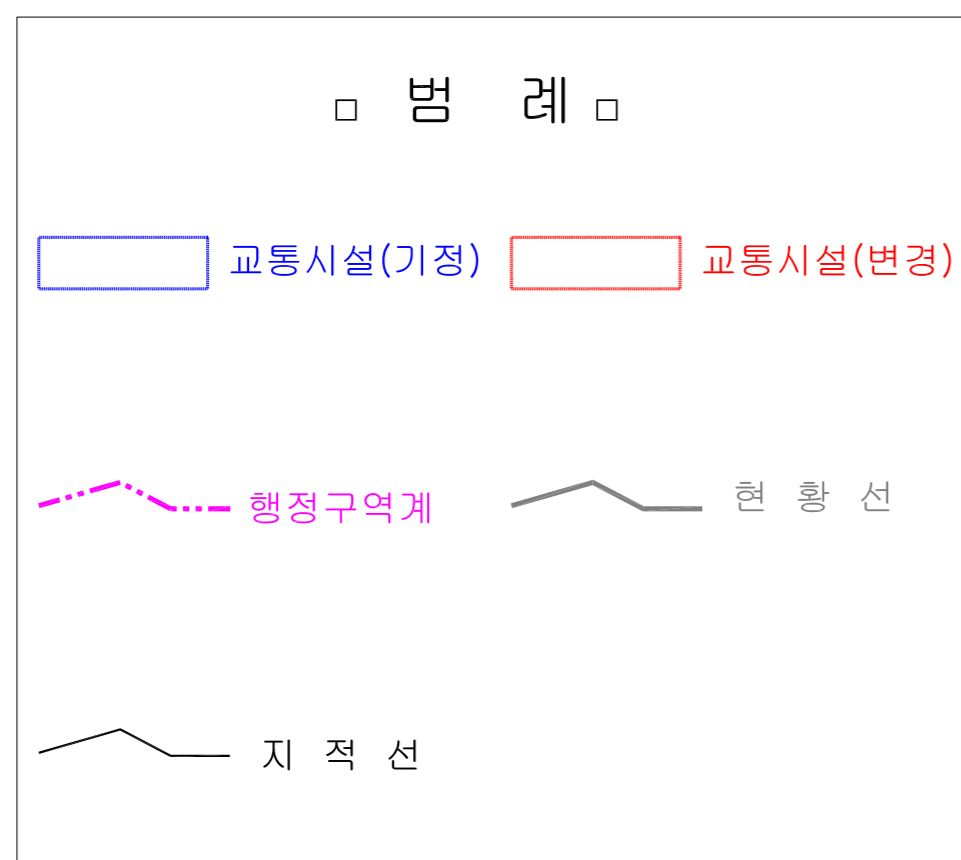 □ 범 례 □
교통시설(기정) 교통시설(변경)
행정구역계 현 황 선
지 적 선